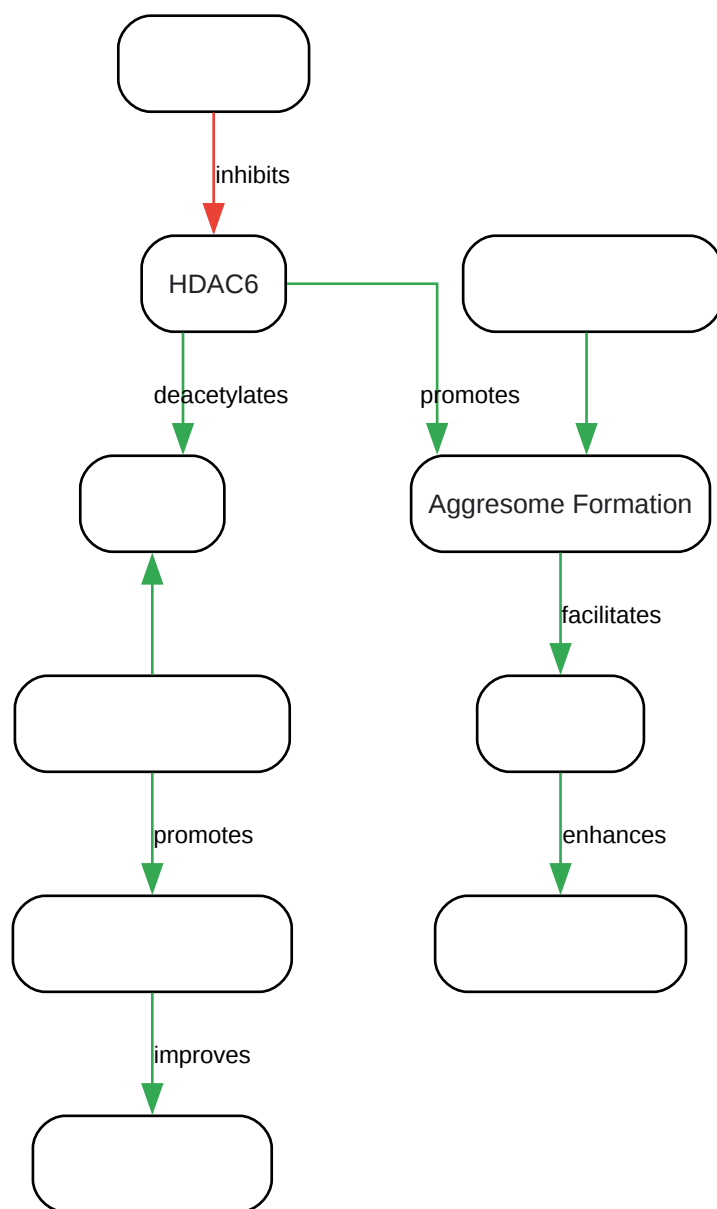 inhibits
HDAC6
deacetylates
promotes
Aggresome Formation
facilitates
promotes
enhances
improves